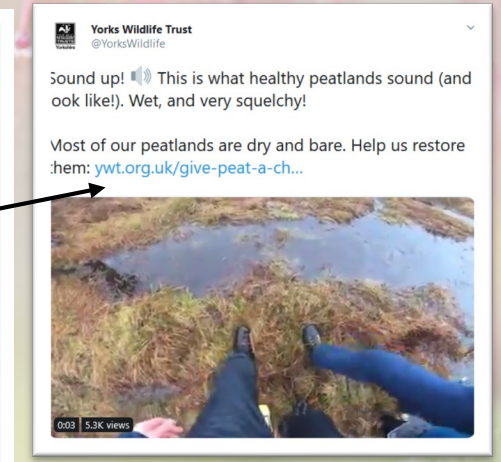 Yorks Wildlife Trust
@YorksWildlife
Sound up! 🔊 This is what healthy peatlands sound (and
look like!). Wet, and very squelchy!
Most of our peatlands are dry and bare. Help us restore
them: ywt.org.uk/give-peat-a-ch...
0:03 5.3K views